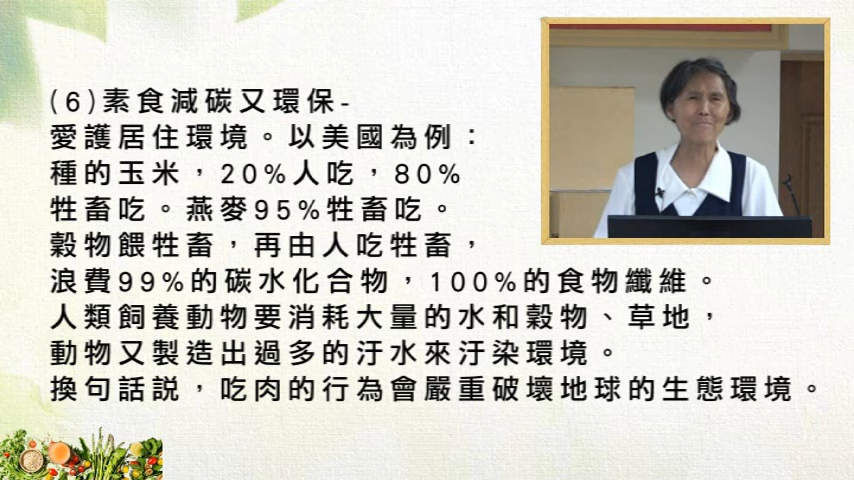 (6)素食減碳又環保-
愛護居住環境。以美國為例：
種的玉米，20%人吃，80%
牲畜吃。燕麥95%牲畜吃。
穀物餵牲畜，再由人吃牲畜，
浪費99%的碳水化合物，100%的食物纖維。
人類飼養動物要消耗大量的水和穀物、草地，
動物又製造出過多的汙水來汙染環境。
換句話說，吃肉的行為會嚴重破壞地球的生態環境。